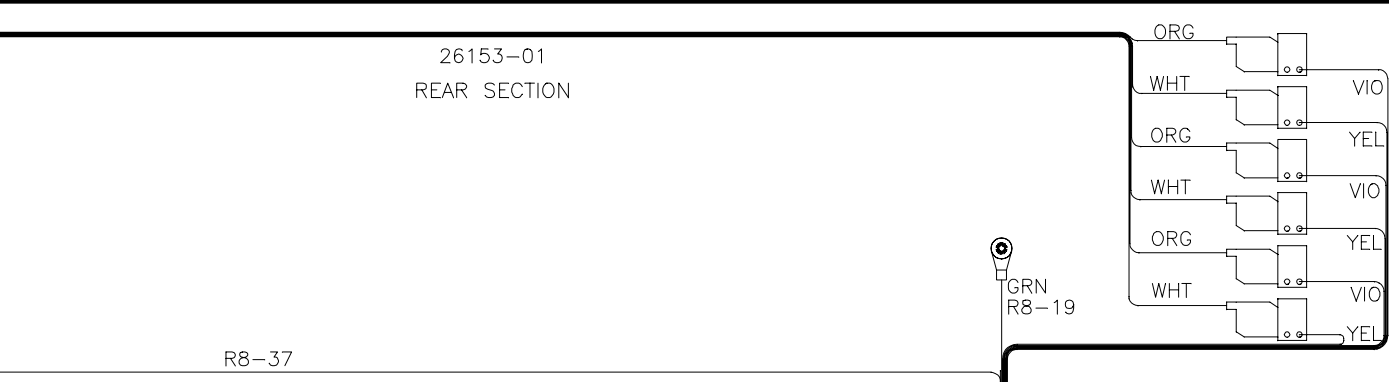 ORG
26153-01
WHT
VIO
REAR SECTION
ORG
YEL
WHT
VIO
ORG
YEL
GRN
WHT
VIO
R8-19
YEL
R8-37